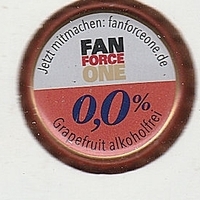 Jetzt mitmachen: fanforceone.de
FAN
FORCE
ONE
0,0%
Grapefruit alkoholfrei